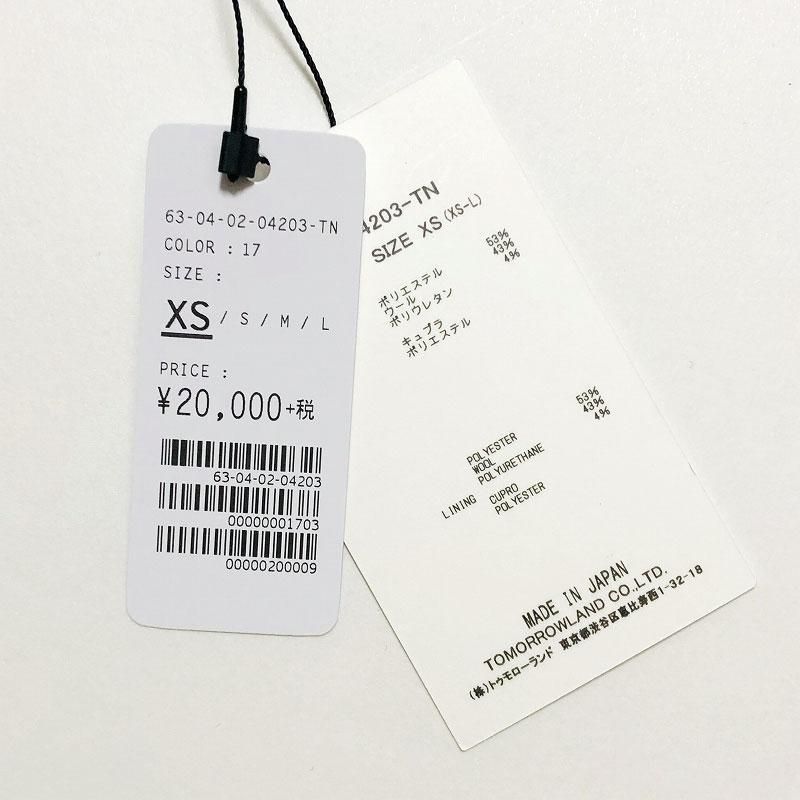 63-04-02-04203-TN
COLOR : 17
SIZE :
XS / S / M / L
PRICE :
¥20,000+税
63-04-02-04203
00000001703
00000200009
4203-TN
SIZE XS (XS-L)
ポリエステル 53%
ウール 43%
ポリウレタン 4%
キュプラ
ポリエステル
POLYESTER 53%
WOOL 43%
POLYURETHANE 4%
LINING CUPRO
POLYESTER
MADE IN JAPAN
TOMORROWLAND CO.,LTD.
(株)トゥモローランド 東京都渋谷区恵比寿西1-32-18